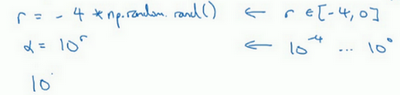 r = -4 * np.random.rand() ← r ∈ [-4, 0]
α = 10^r ← 10^-4 ... 10^0
10